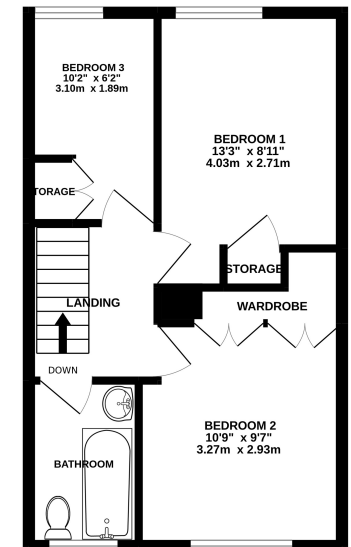 BEDROOM 3
10'2" x 6'2"
3.10m x 1.89m
BEDROOM 1
13'3" x 8'11"
4.03m x 2.71m
TORAGE
STORAGE
LANDING
WARDROBE
DOWN
BEDROOM 2
10'9" x 9'7"
3.27m x 2.93m
BATHROOM